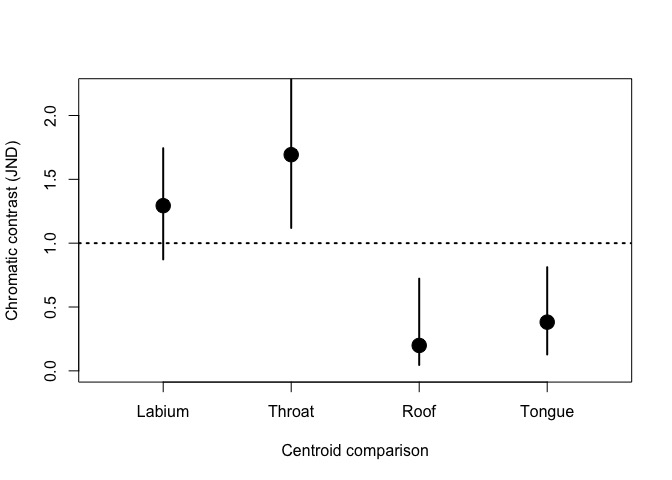 Chromatic contrast (JND)
2.0
1.5
1.0
0.5
0.0
Labium Throat Roof Tongue
Centroid comparison